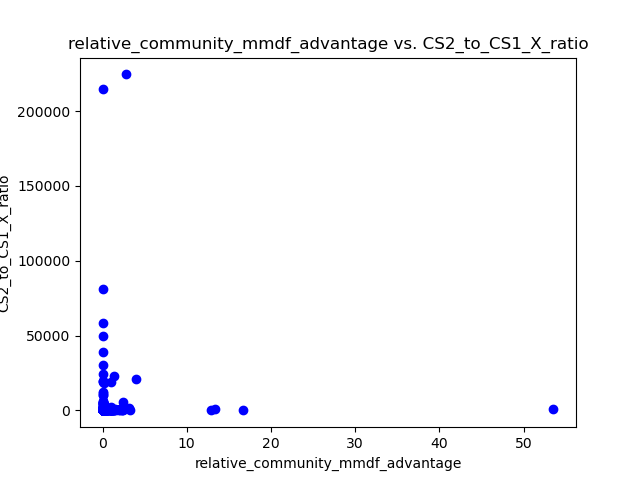 relative_community_mmdf_advantage vs. CS2_to_CS1_X_ratio
200000
150000
100000
50000
0
CS2_to_CS1_X_ratio
0 10 20 30 40 50
relative_community_mmdf_advantage